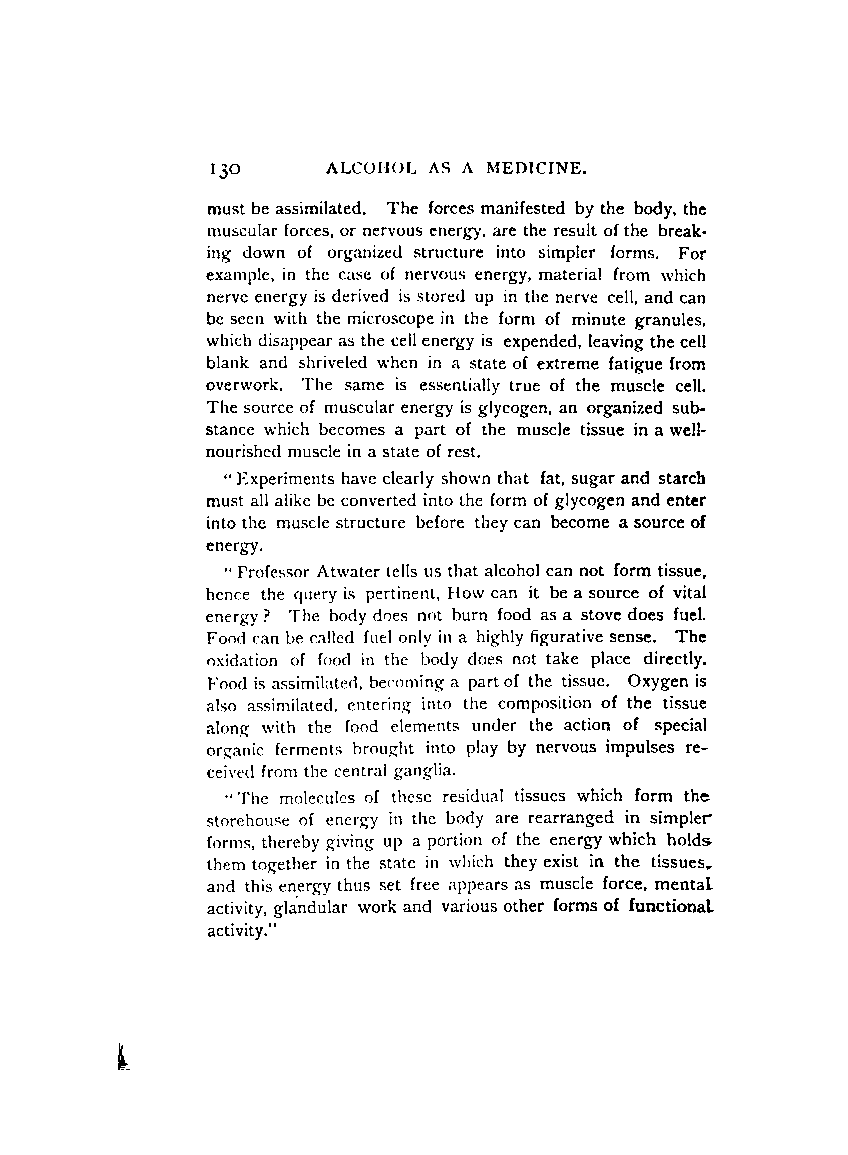 130 ALCOHOL AS A MEDICINE.
must be assimilated. The forces manifested by the body, the
muscular forces, or nervous energy, are the result of the break-
ing down of organized structure into simpler forms. For
example, in the case of nervous energy, material from which
nerve energy is derived is stored up in the nerve cell, and can
be seen with the microscope in the form of minute granules,
which disappear as the cell energy is expended, leaving the cell
blank and shriveled when in a state of extreme fatigue from
overwork. The same is essentially true of the muscle cell.
The source of muscular energy is glycogen, an organized sub-
stance which becomes a part of the muscle tissue in a well-
nourished muscle in a state of rest.
"Experiments have clearly shown that fat, sugar and starch
must all alike be converted into the form of glycogen and enter
into the muscle structure before they can become a source of
energy.
"Professor Atwater tells us that alcohol can not form tissue,
hence the query is pertinent, How can it be a source of vital
energy? The body does not burn food as a stove does fuel.
Food can be called fuel only in a highly figurative sense. The
oxidation of food in the body does not take place directly.
Food is assimilated, becoming a part of the tissue. Oxygen is
also assimilated, entering into the composition of the tissue
along with the food elements under the action of special
organic ferments brought into play by nervous impulses re-
ceived from the central ganglia.
"The molecules of these residual tissues which form the
storehouse of energy in the body are rearranged in simpler
forms, thereby giving up a portion of the energy which holds
them together in the state in which they exist in the tissues,
and this energy thus set free appears as muscle force, mental
activity, glandular work and various other forms of functional
activity."